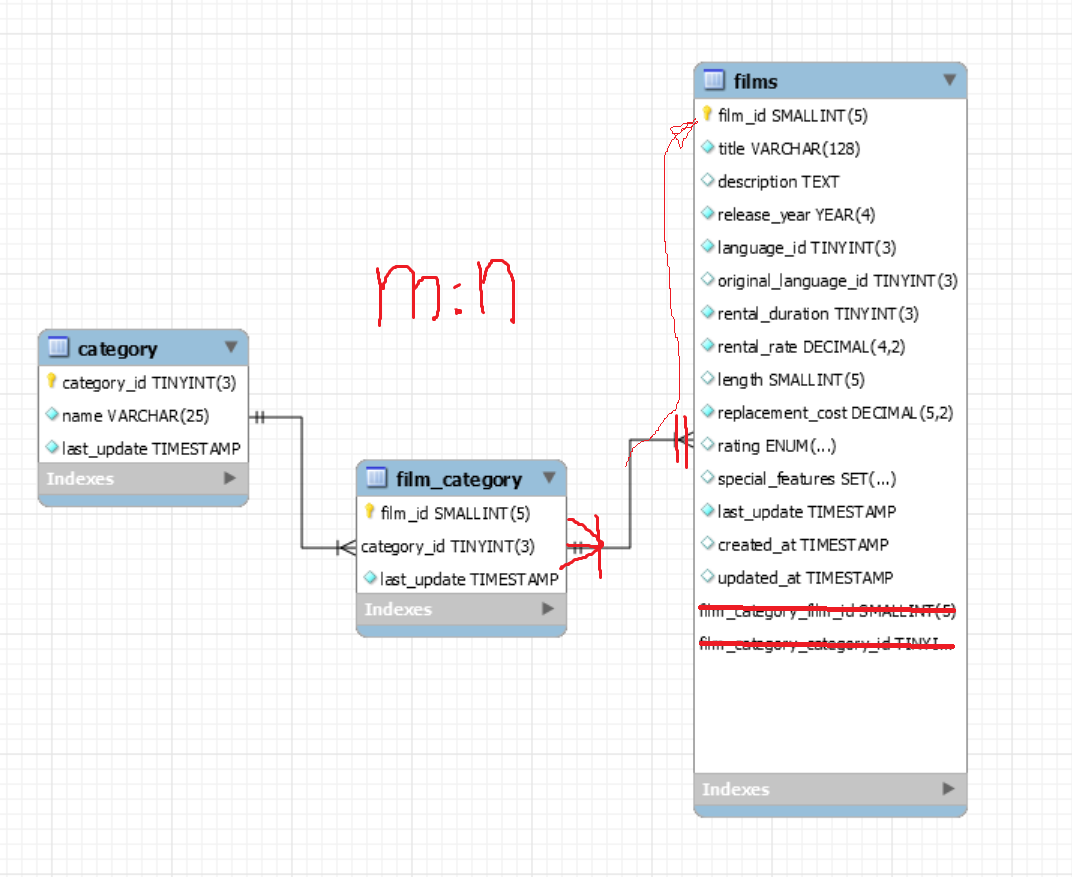 films
film_id SMALLINT(5)
title VARCHAR(128)
description TEXT
release_year YEAR(4)
language_id TINYINT(3)
original_language_id TINYINT(3)
rental_duration TINYINT(3)
rental_rate DECIMAL(4,2)
length SMALLINT(5)
replacement_cost DECIMAL(5,2)
rating ENUM(...)
special_features SET(...)
last_update TIMESTAMP
created_at TIMESTAMP
updated_at TIMESTAMP
film_category_film_id SMALLINT(5)
film_category_category_id TINYI...
Indexes
m:n
category
category_id TINYINT(3)
name VARCHAR(25)
last_update TIMESTAMP
Indexes
film_category
film_id SMALLINT(5)
category_id TINYINT(3)
last_update TIMESTAMP
Indexes